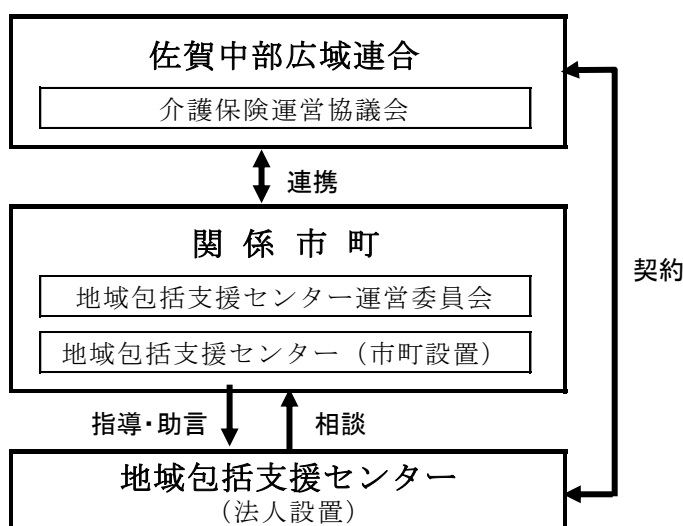 佐賀中部広域連合
介護保険運営協議会
連携
関係市町
地域包括支援センター運営委員会
地域包括支援センター（市町設置）
契約
指導・助言
相談
地域包括支援センター
（法人設置）